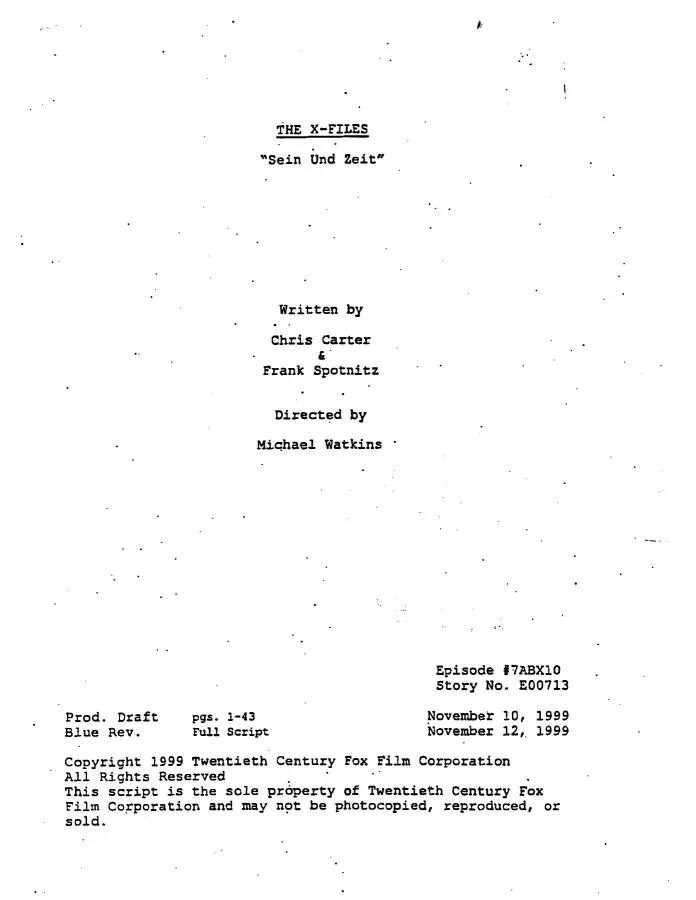 THE X-FILES
"Sein Und Zeit"
Written by
Chris Carter
&
Frank Spotnitz
Directed by
Michael Watkins
Episode #7ABX10
Story No. E00713
Prod. Draft pgs. 1-43 November 10, 1999
Blue Rev. Full Script November 12, 1999
Copyright 1999 Twentieth Century Fox Film Corporation
All Rights Reserved
This script is the sole property of Twentieth Century Fox
Film Corporation and may not be photocopied, reproduced, or
sold.